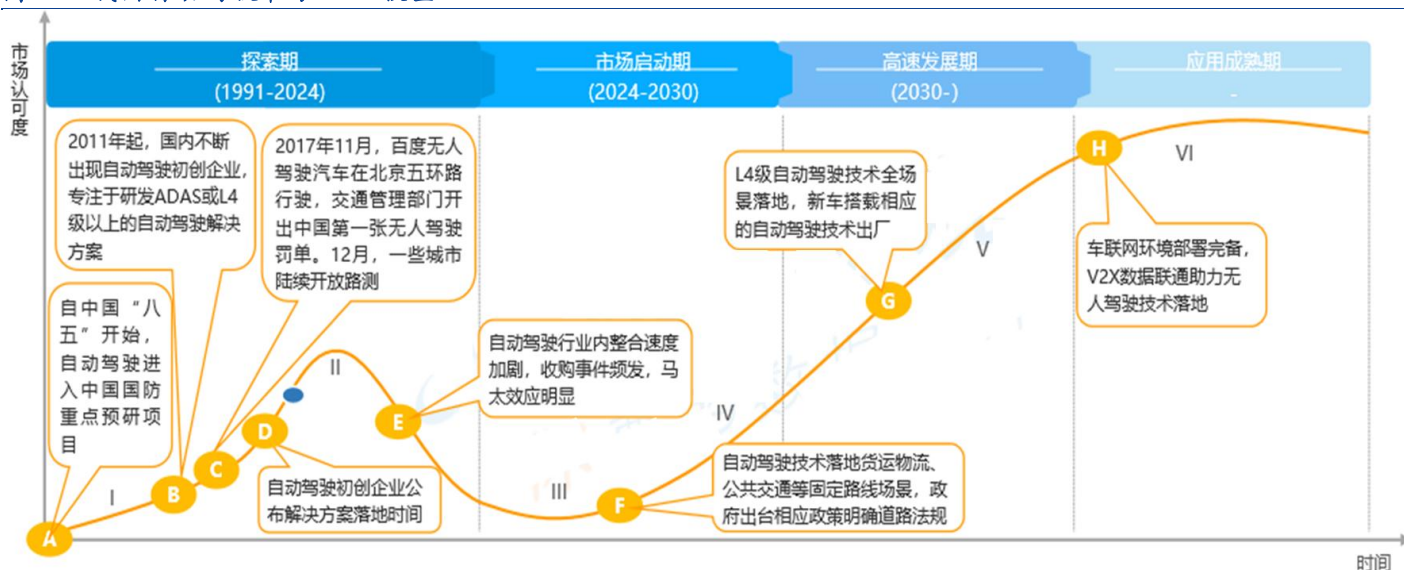 市场认可度
探索期
(1991-2024)
市场启动期
(2024-2030)
高速发展期
(2030-)
应用成熟期
-
2011年起，国内不断
出现自动驾驶初创企业,
专注于研发ADAS或L4
级以上的自动驾驶解决
方案
2017年11月，百度无人
驾驶汽车在北京五环路
行驶，交通管理部门开
出中国第一张无人驾驶
罚单。12月，一些城市
陆续开放路测
自中国“八
五”开始，
自动驾驶进
入中国国防
重点预研项
目
L4级自动驾驶技术全场
景落地，新车搭载相应
的自动驾驶技术出厂
车联网环境部署完备，
V2X数据联通助力无
人驾驶技术落地
自动驾驶行业内整合速度
加剧，收购事件频发，马
太效应明显
自动驾驶初创企业公
布解决方案落地时间
自动驾驶技术落地货运物流、
公共交通等固定路线场景，政
府出台相应政策明确道路法规
A
I
B
C
D
II
E
III
F
IV
G
V
H
VI
时间